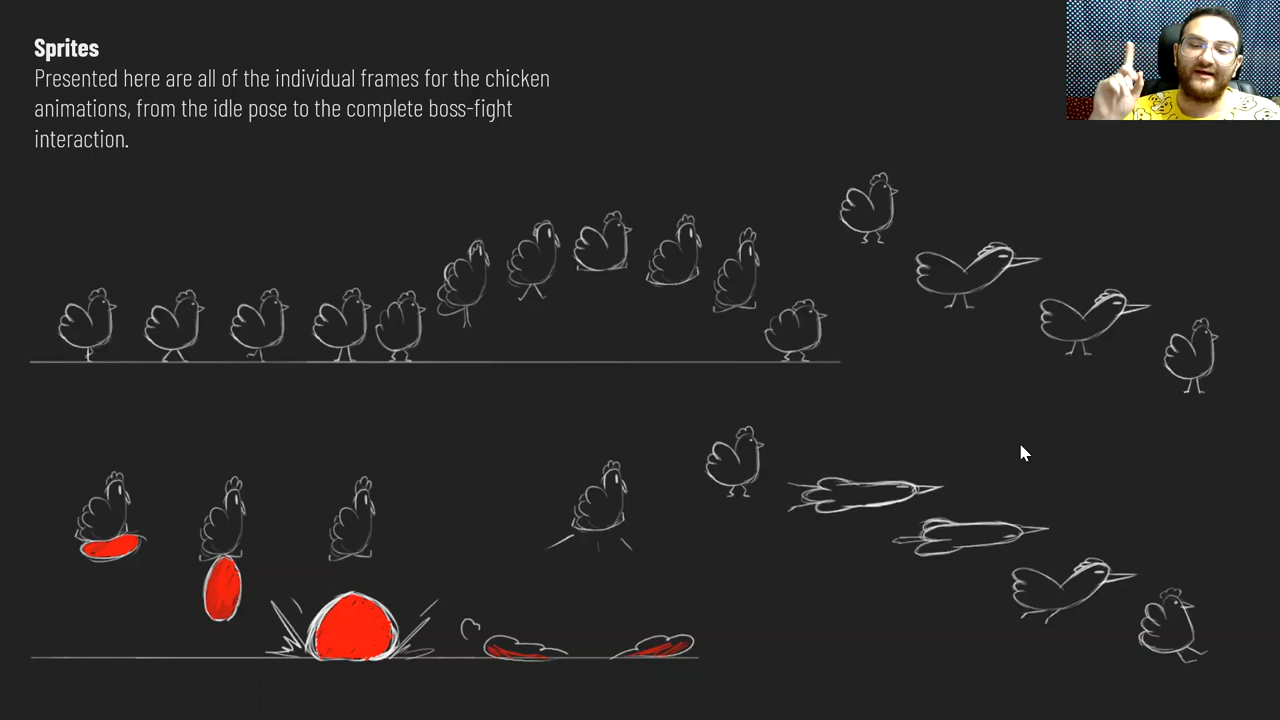 Sprites
Presented here are all of the individual frames for the chicken
animations, from the idle pose to the complete boss-fight
interaction.